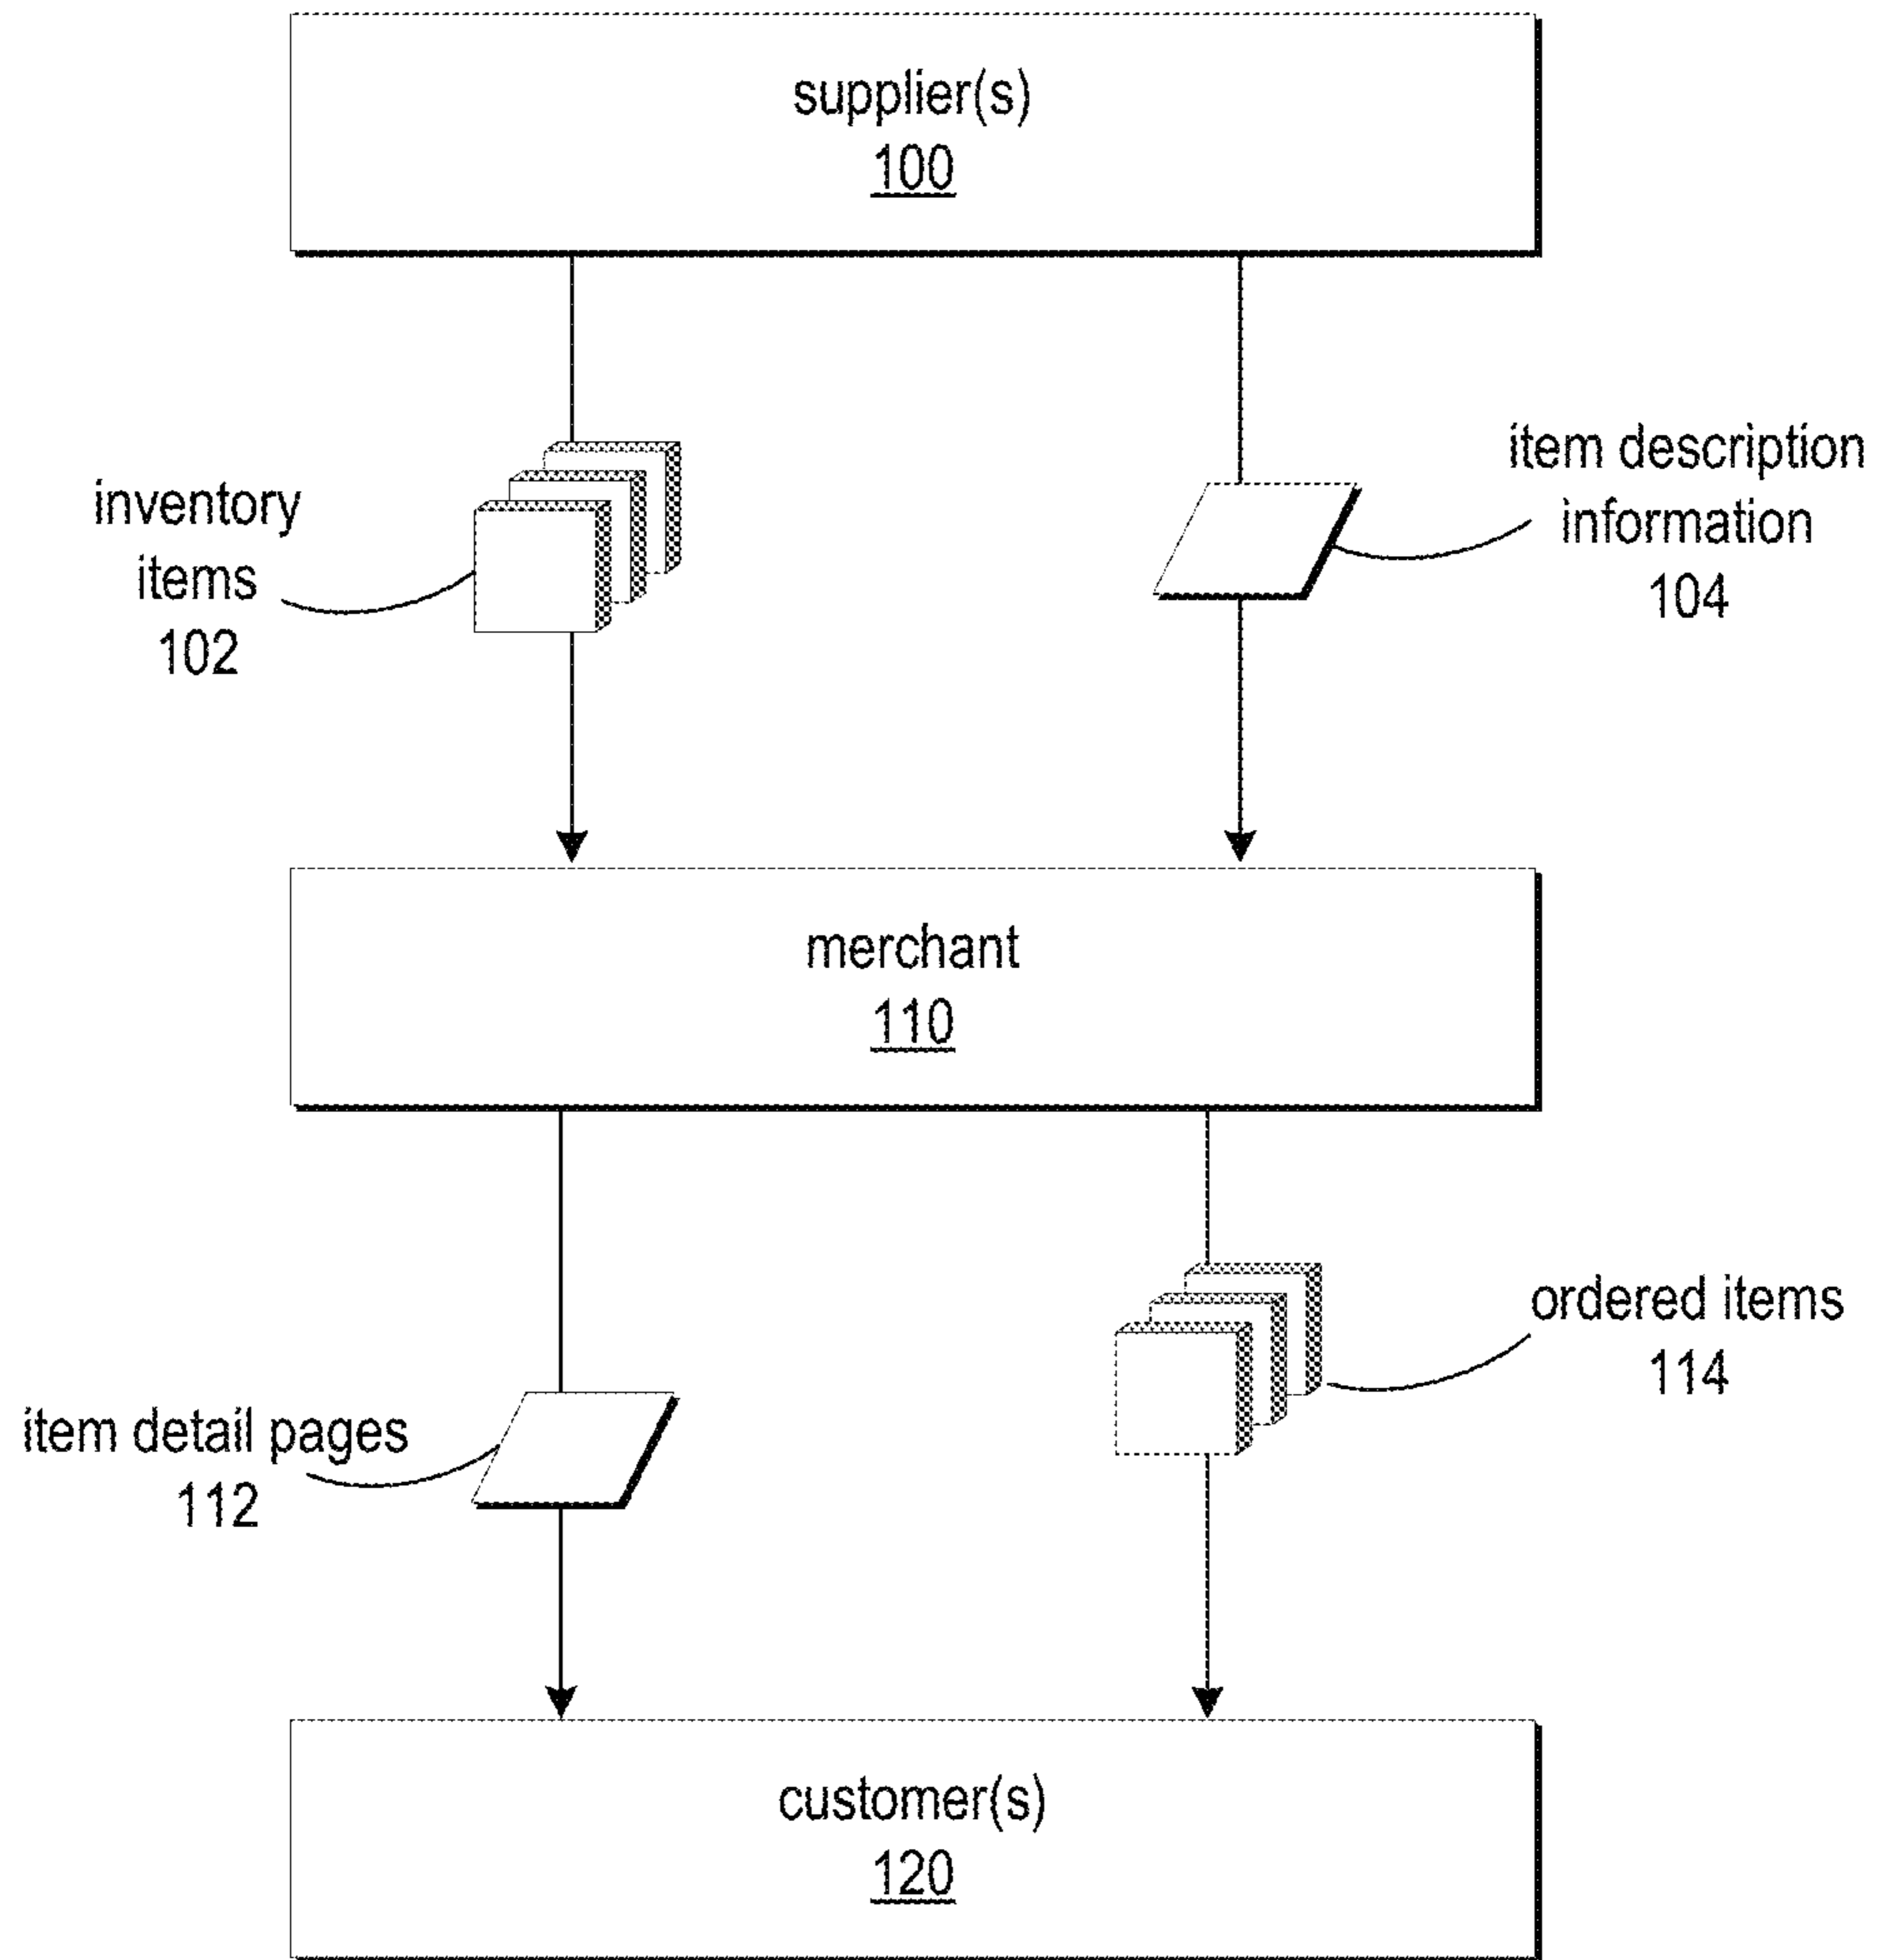 supplier(s)
100
inventory
items
102
item description
information
104
merchant
110
item detail pages
112
ordered items
114
customer(s)
120